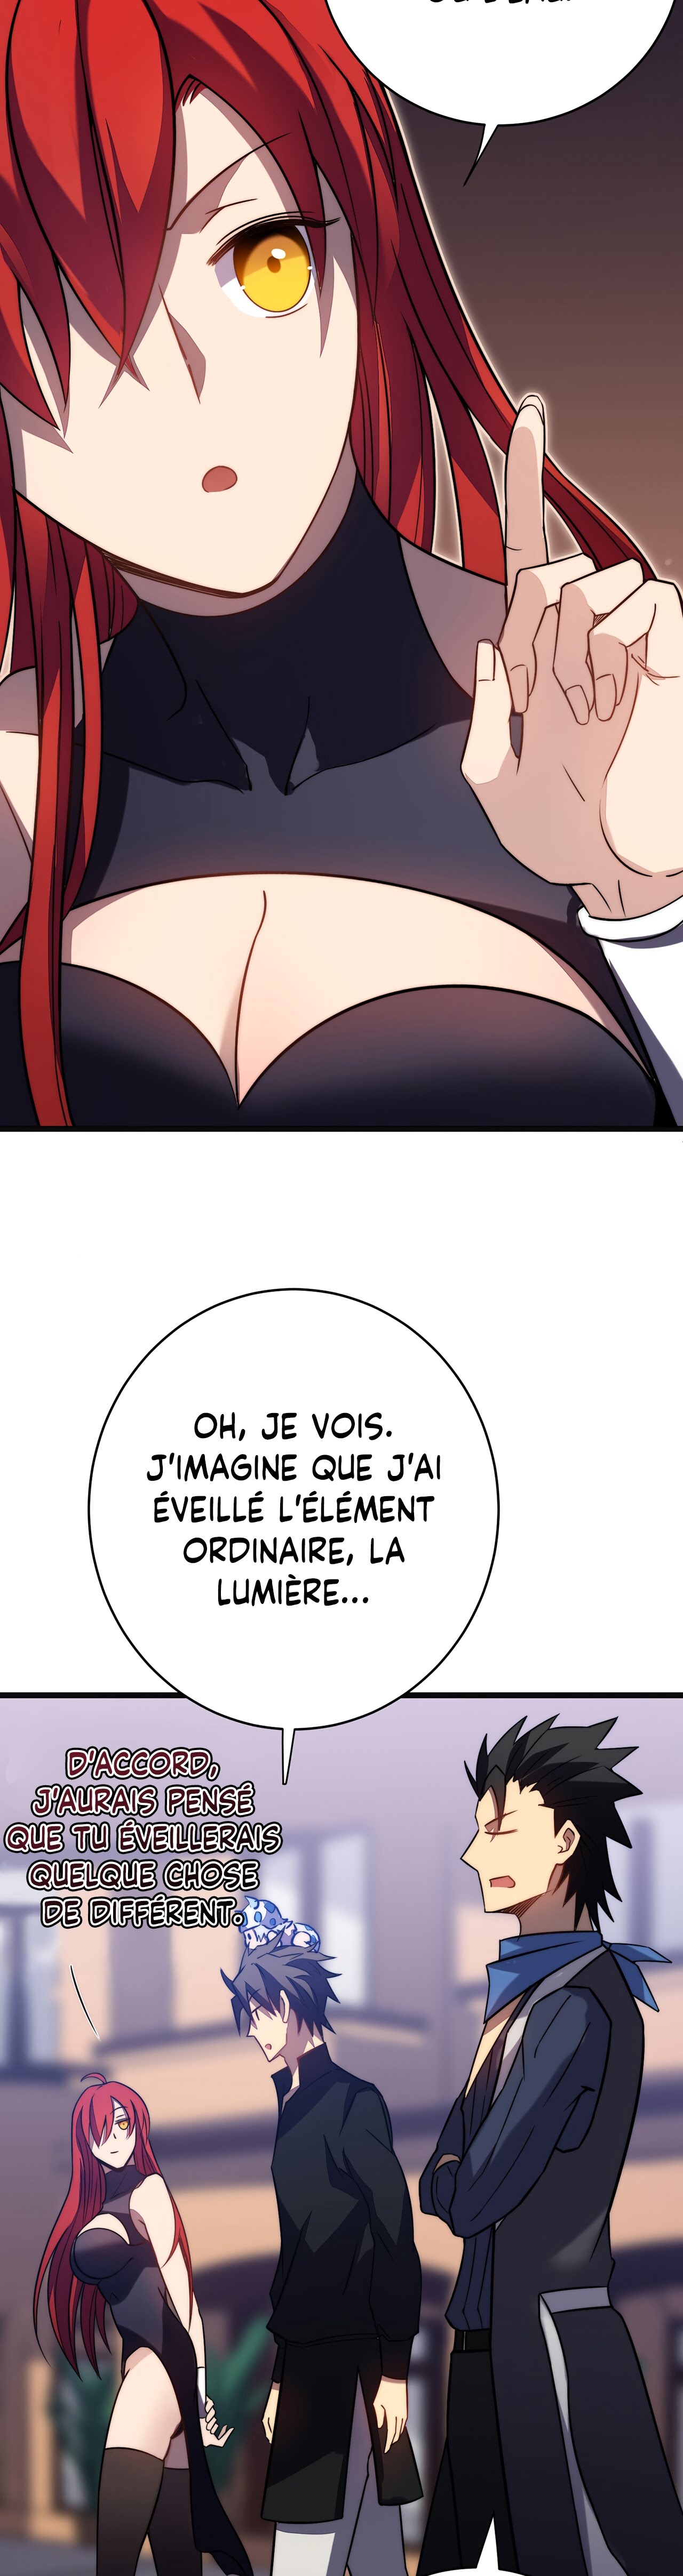 OH, JE VOIS.
J'IMAGINE QUE J'AI
ÉVEILLÉ L'ÉLÉMENT
ORDINAIRE, LA
LUMIÈRE...
D'ACCORD,
J'AURAIS PENSÉ
QUE TU ÉVEILLERAIS
QUELQUE CHOSE
DE DIFFÉRENT.